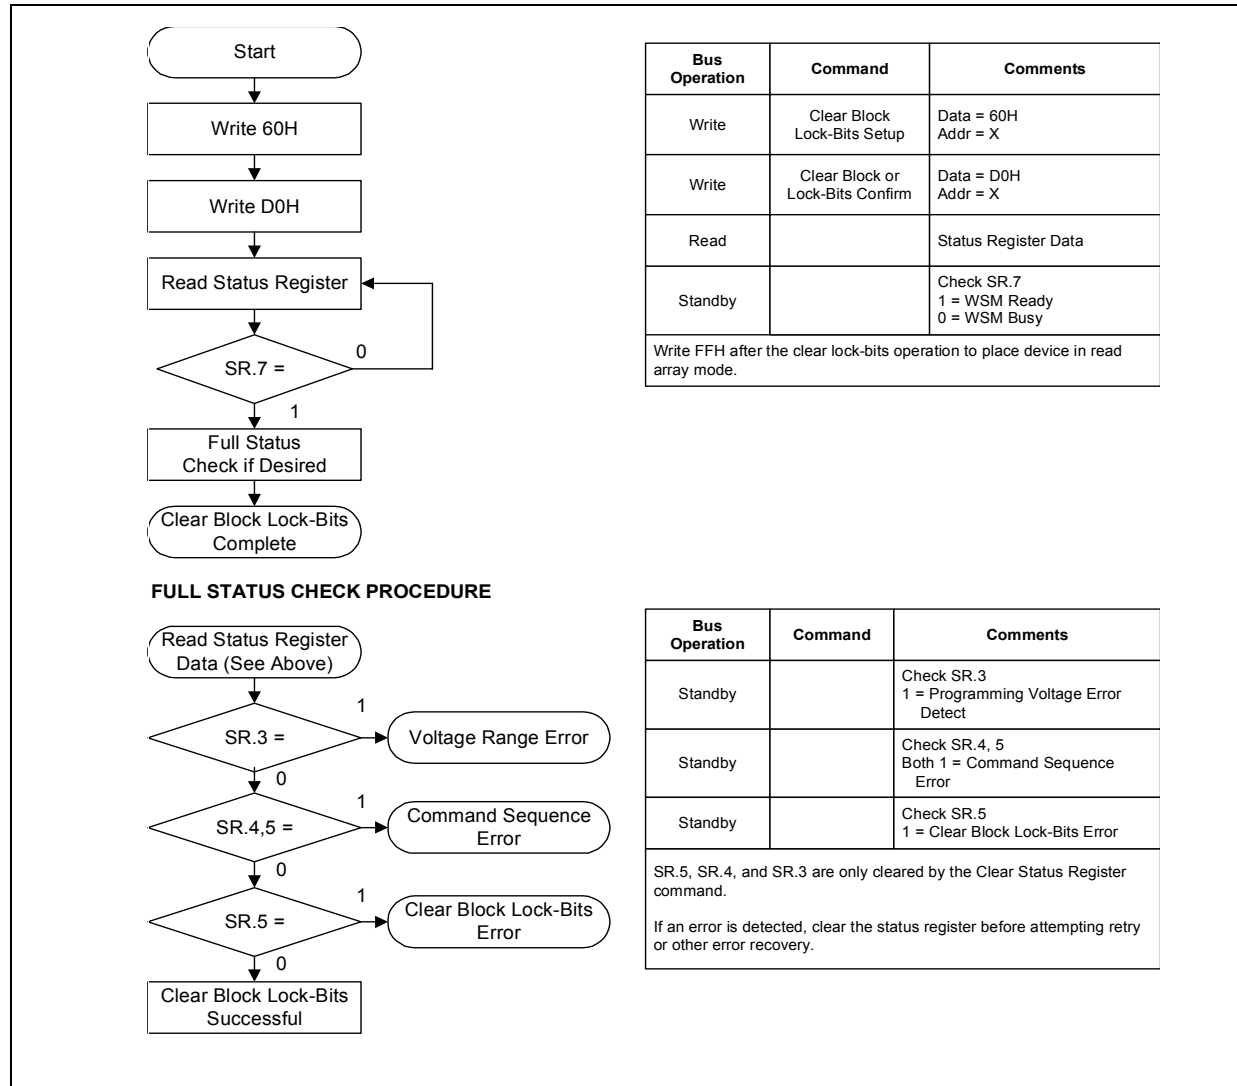 Start
Write 60H
Write D0H
Read Status Register
SR.7 =
0
1
Full Status
Check if Desired
Clear Block Lock-Bits
Complete
Bus
Operation
Command
Comments
Write
Clear Block
Lock-Bits Setup
Data = 60H
Addr = X
Write
Clear Block or
Lock-Bits Confirm
Data = D0H
Addr = X
Read
Status Register Data
Standby
Check SR.7
1 = WSM Ready
0 = WSM Busy
Write FFH after the clear lock-bits operation to place device in read
array mode.
FULL STATUS CHECK PROCEDURE
Read Status Register
Data (See Above)
SR.3 =
1
Voltage Range Error
0
SR.4,5 =
1
Command Sequence
Error
0
SR.5 =
1
Clear Block Lock-Bits
Error
0
Clear Block Lock-Bits
Successful
Bus
Operation
Command
Comments
Standby
Check SR.3
1 = Programming Voltage Error
Detect
Standby
Check SR.4, 5
Both 1 = Command Sequence
Error
Standby
Check SR.5
1 = Clear Block Lock-Bits Error
SR.5, SR.4, and SR.3 are only cleared by the Clear Status Register
command.
If an error is detected, clear the status register before attempting retry
or other error recovery.